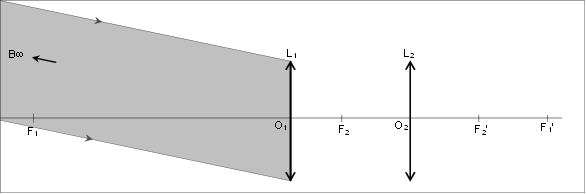 L₁
L₂
B∞
F₁
O₁
F₂
O₂
F₂'
F₁'